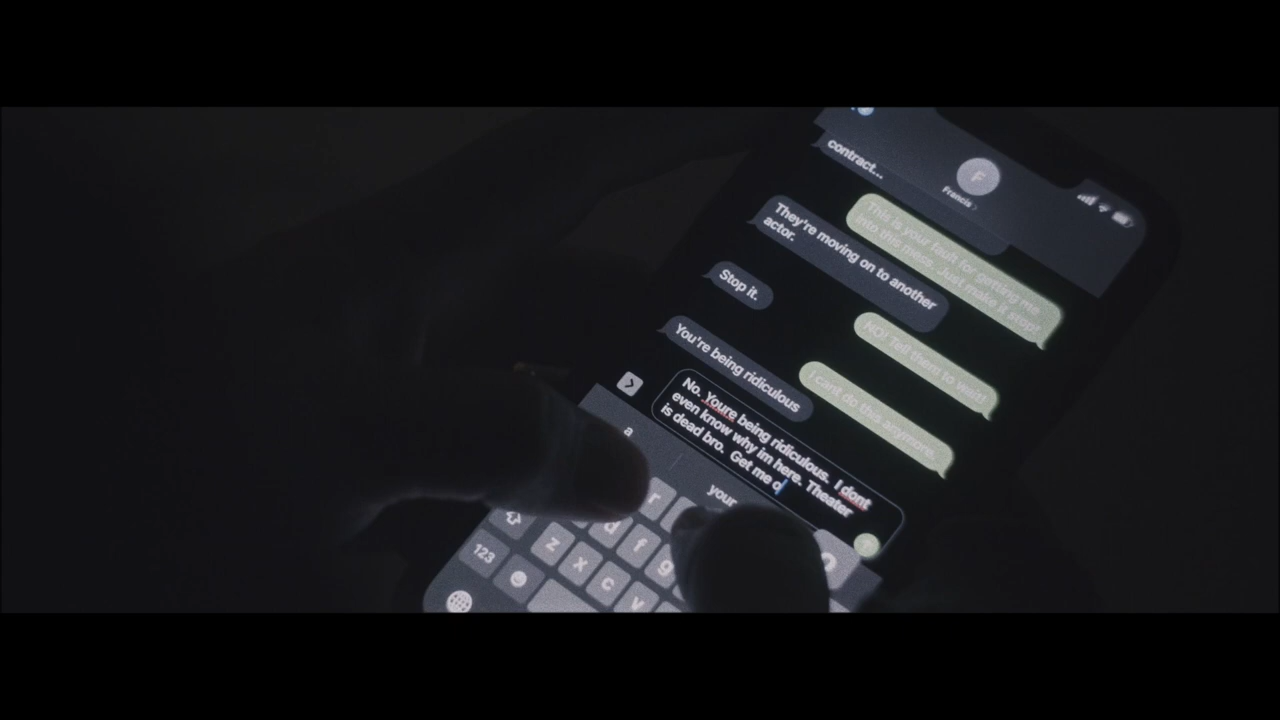 F
Francis
contract...
This is your fault for getting me
into this mess. Just make it stop!
They're moving on to another
actor.
NO! Tell them to wait!
Stop it.
I cant do this anymore.
You're being ridiculous
No. Youre being ridiculous. I dont
even know why im here. Theater
is dead bro. Get me o
a
your
r
d f g
z x c v
123